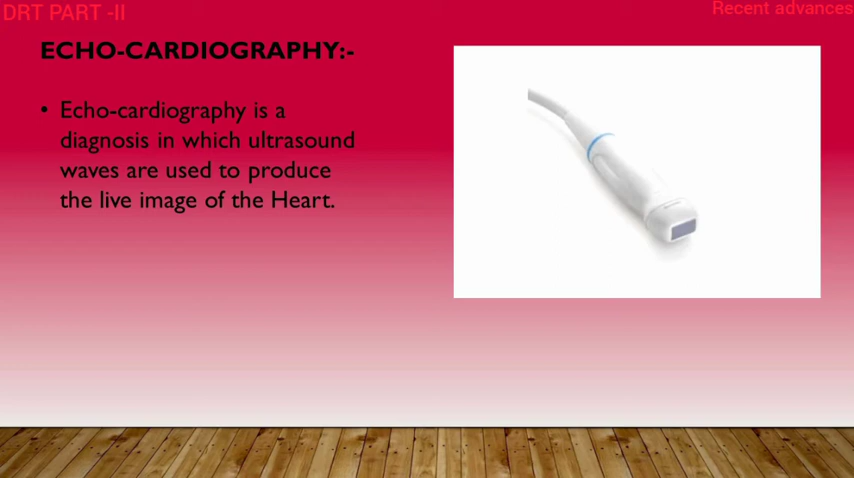 DRT PART -II
Recent advances
ECHO-CARDIOGRAPHY:-
• Echo-cardiography is a
diagnosis in which ultrasound
waves are used to produce
the live image of the Heart.